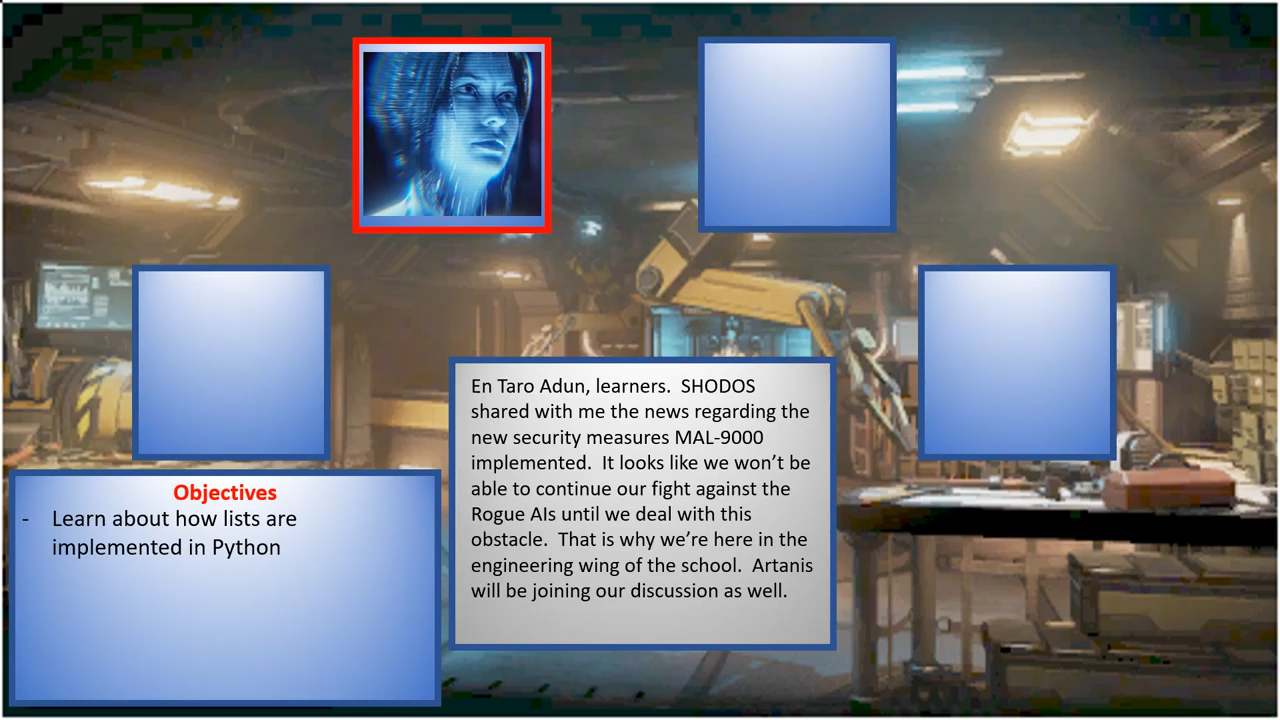 En Taro Adun, learners.  SHODOS
shared with me the news regarding the
new security measures MAL-9000
implemented.  It looks like we won’t be
able to continue our fight against the
Rogue AIs until we deal with this
obstacle.  That is why we’re here in the
engineering wing of the school.  Artanis
will be joining our discussion as well.
Objectives
- Learn about how lists are
implemented in Python